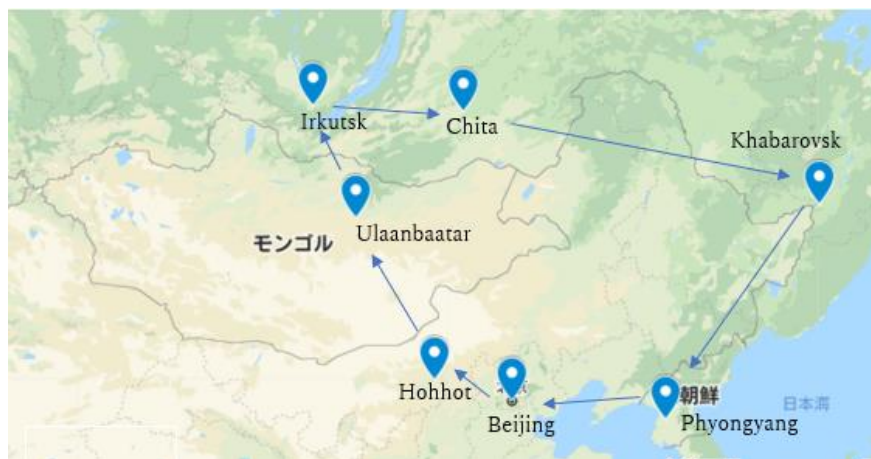 Irkutsk
Chita
Khabarovsk
Ulaanbaatar
モンゴル
Hohhot
Beijing
朝鮮
Phyongyang
日本海